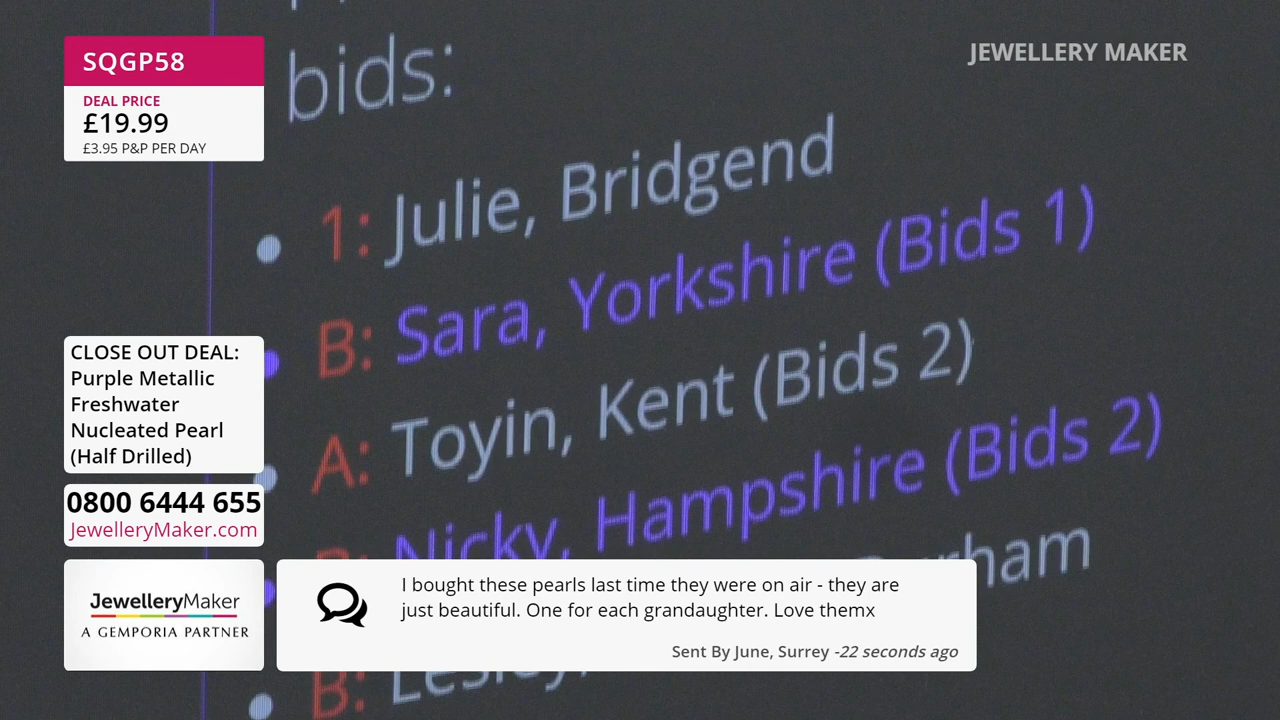 SQGP58
DEAL PRICE
£19.99
£3.95 P&P PER DAY
JEWELLERY MAKER
bids:
1: Julie, Bridgend
B: Sara, Yorkshire (Bids 1)
A: Toyin, Kent (Bids 2)
B: Nicky, Hampshire (Bids 2)
B: Lesley,
CLOSE OUT DEAL:
Purple Metallic
Freshwater
Nucleated Pearl
(Half Drilled)
0800 6444 655
JewelleryMaker.com
JewelleryMaker
A GEMPORIA PARTNER
I bought these pearls last time they were on air - they are
just beautiful. One for each grandaughter. Love themx
Sent By June, Surrey -22 seconds ago